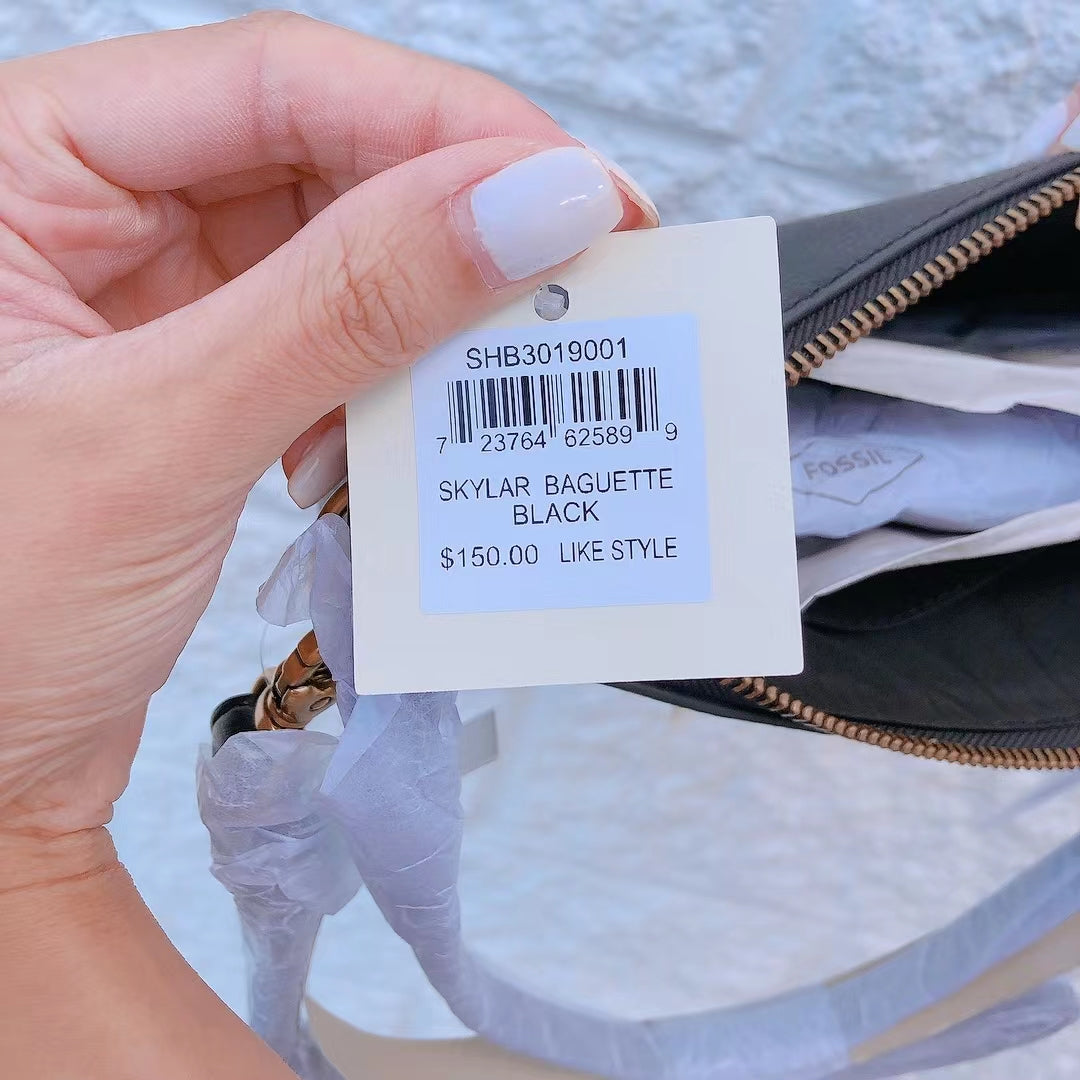 SHB3019001
7 23764 62589 9
SKYLAR BAGUETTE
BLACK
$150.00 LIKE STYLE
FOSSIL